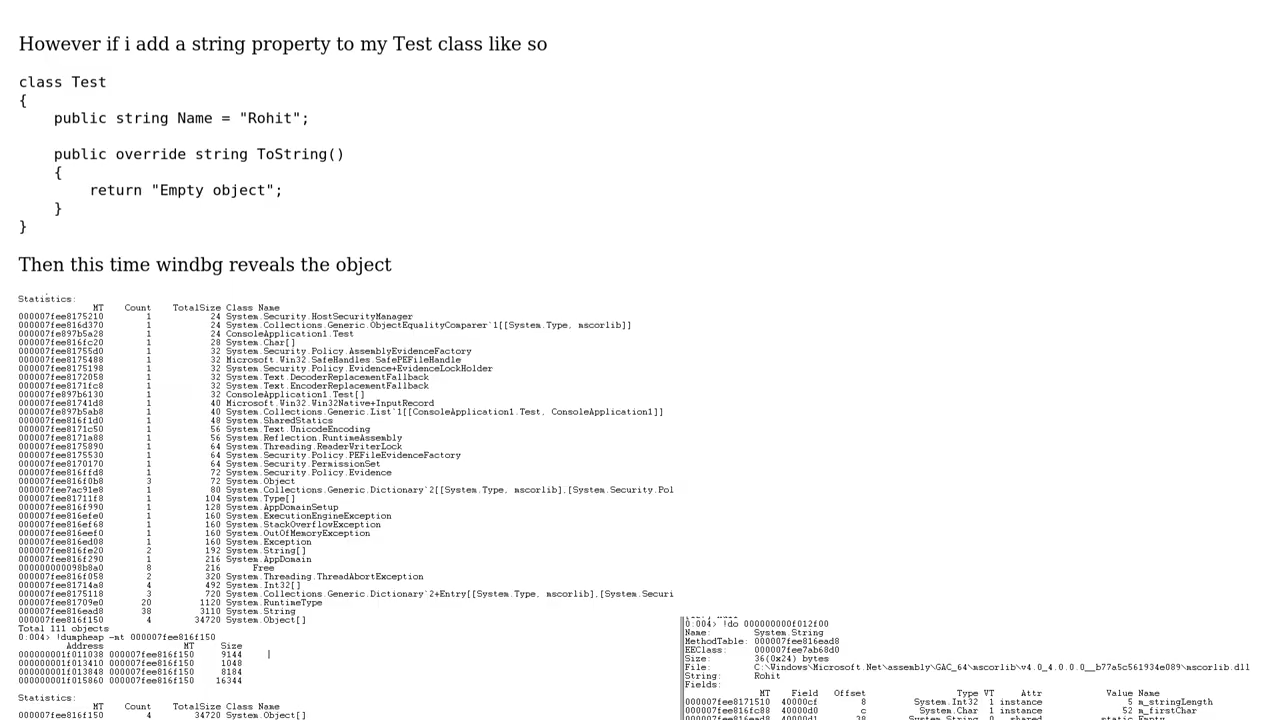 However if i add a string property to my Test class like so
class Test
{
public string Name = "Rohit";
public override string ToString()
{
return "Empty object";
}
}
Then this time windbg reveals the object
Statistics:
MT Count TotalSize Class Name
000007fee8175210 1 24 System.Security.HostSecurityManager
000007fee816d370 1 24 System.Collections.Generic.ObjectEqualityComparer`1[[System.Type, mscorlib]]
000007fe897b5a28 1 24 ConsoleApplication1.Test
000007fee816fc20 1 28 System.Char[]
000007fee81755d0 1 32 System.Security.Policy.AssemblyEvidenceFactory
000007fee8175488 1 32 Microsoft.Win32.SafeHandles.SafePEFileHandle
000007fee8175198 1 32 System.Security.Policy.Evidence+EvidenceLockHolder
000007fee8172058 1 32 System.Text.DecoderReplacementFallback
000007fee8171fc8 1 32 System.Text.EncoderReplacementFallback
000007fe897b6130 1 32 ConsoleApplication1.Test[]
000007fee81741d8 1 40 Microsoft.Win32.Win32Native+InputRecord
000007fe897b5ab8 1 40 System.Collections.Generic.List`1[[ConsoleApplication1.Test, ConsoleApplication1]]
000007fee816f1d0 1 48 System.SharedStatics
000007fee8171c50 1 56 System.Text.UnicodeEncoding
000007fee8171a88 1 56 System.Reflection.RuntimeAssembly
000007fee8175890 1 64 System.Threading.ReaderWriterLock
000007fee8175530 1 64 System.Security.Policy.PEFileEvidenceFactory
000007fee8170170 1 64 System.Security.PermissionSet
000007fee816ffd8 1 72 System.Security.Policy.Evidence
000007fee816f0b8 3 72 System.Object
000007fee7ac91e8 1 80 System.Collections.Generic.Dictionary`2[[System.Type, mscorlib],[System.Security.Pol
000007fee81711f8 1 104 System.Type[]
000007fee816f990 1 128 System.AppDomainSetup
000007fee816efe0 1 160 System.ExecutionEngineException
000007fee816ef68 1 160 System.StackOverflowException
000007fee816eef0 1 160 System.OutOfMemoryException
000007fee816ed08 1 160 System.Exception
000007fee816fe20 2 192 System.String[]
000007fee816f290 1 216 System.AppDomain
000000000098b8a0 8 216 Free
000007fee816f058 2 320 System.Threading.ThreadAbortException
000007fee81714a8 4 492 System.Int32[]
000007fee8175118 3 720 System.Collections.Generic.Dictionary`2+Entry[[System.Type, mscorlib],[System.Securi
000007fee81709e0 20 1120 System.RuntimeType
000007fee816ead8 38 3110 System.String
000007fee816f150 4 34720 System.Object[]
Total 111 objects
0:004> !dumpheap -mt 000007fee816f150
Address MT Size
000000001f011038 000007fee816f150 9144
000000001f013410 000007fee816f150 1048
000000001f013848 000007fee816f150 8184
000000001f015860 000007fee816f150 16344
Statistics:
MT Count TotalSize Class Name
000007fee816f150 4 34720 System.Object[]
0:004> !do 000000000f012f00
Name: System.String
MethodTable: 000007fee816ead8
EEClass: 000007fee7ab68d0
Size: 36(0x24) bytes
File: C:\Windows\Microsoft.Net\assembly\GAC_64\mscorlib\v4.0_4.0.0.0__b77a5c561934e089\mscorlib.dll
String: Rohit
Fields:
MT Field Offset Type VT Attr Value Name
000007fee8171510 40000cf 8 System.Int32 1 instance 5 m_stringLength
000007fee816fc88 40000d0 c System.Char 1 instance 52 m_firstChar
000007fee816ead8 40000d1 38 System.String 0 shared static Empty